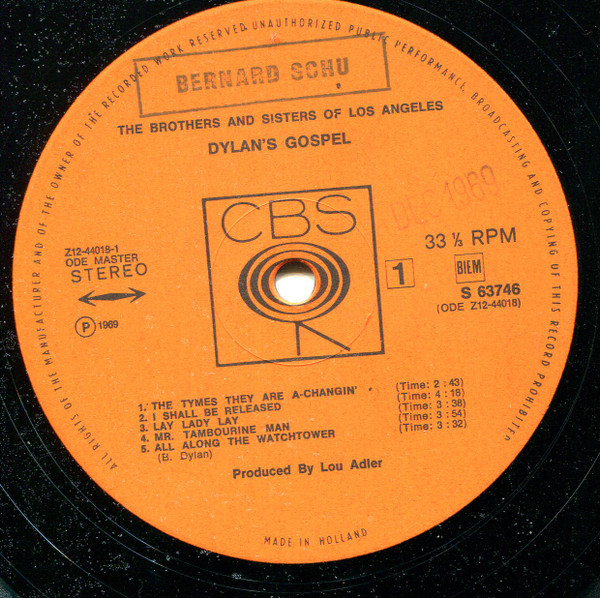 ALL RIGHTS OF THE MANUFACTURER AND OF THE OWNER OF THE RECORDED WORK RESERVED. UNAUTHORIZED PUBLIC PERFORMANCE, BROADCASTING AND COPYING OF THIS RECORD PROHIBITED
BERNARD SCHU
THE BROTHERS AND SISTERS OF LOS ANGELES
DYLAN'S GOSPEL
CBS
DEC 1969
Z12-44018-1
ODE MASTER
STEREO
℗ 1969
33 ⅓ RPM
1 BIEM
S 63746
(ODE Z12-44018)
1. THE TYMES THEY ARE A-CHANGIN' (Time: 2 : 43)
2. I SHALL BE RELEASED (Time: 4 : 18)
3. LAY LADY LAY (Time: 3 : 38)
4. MR. TAMBOURINE MAN (Time: 3 : 54)
5. ALL ALONG THE WATCHTOWER (Time: 3 : 32)
(B. Dylan)
Produced By Lou Adler
MADE IN HOLLAND